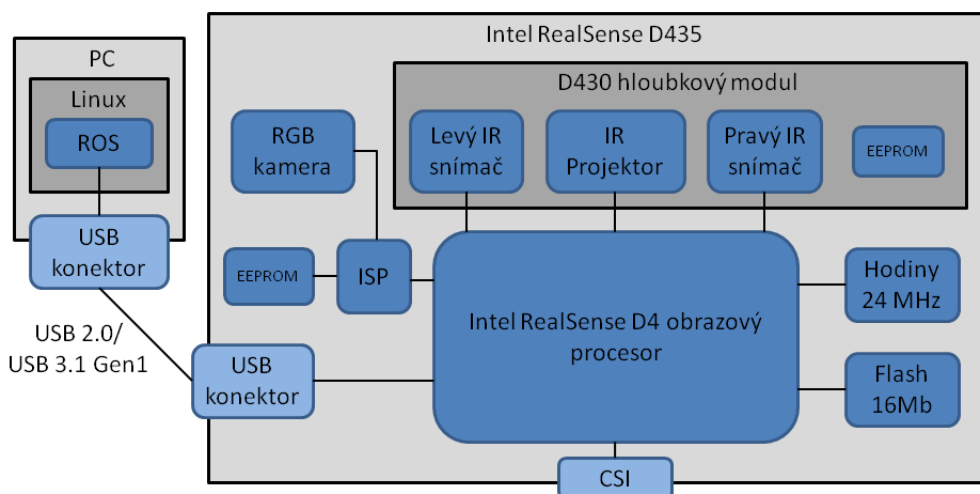 Intel RealSense D435
PC
Linux
ROS
USB
konektor
USB 2.0/
USB 3.1 Gen1
D430 hloubkový modul
RGB
kamera
Levý IR
snímač
IR
Projektor
Pravý IR
snímač
EEPROM
EEPROM
ISP
Intel RealSense D4 obrazový
procesor
Hodiny
24 MHz
USB
konektor
Flash
16Mb
CSI